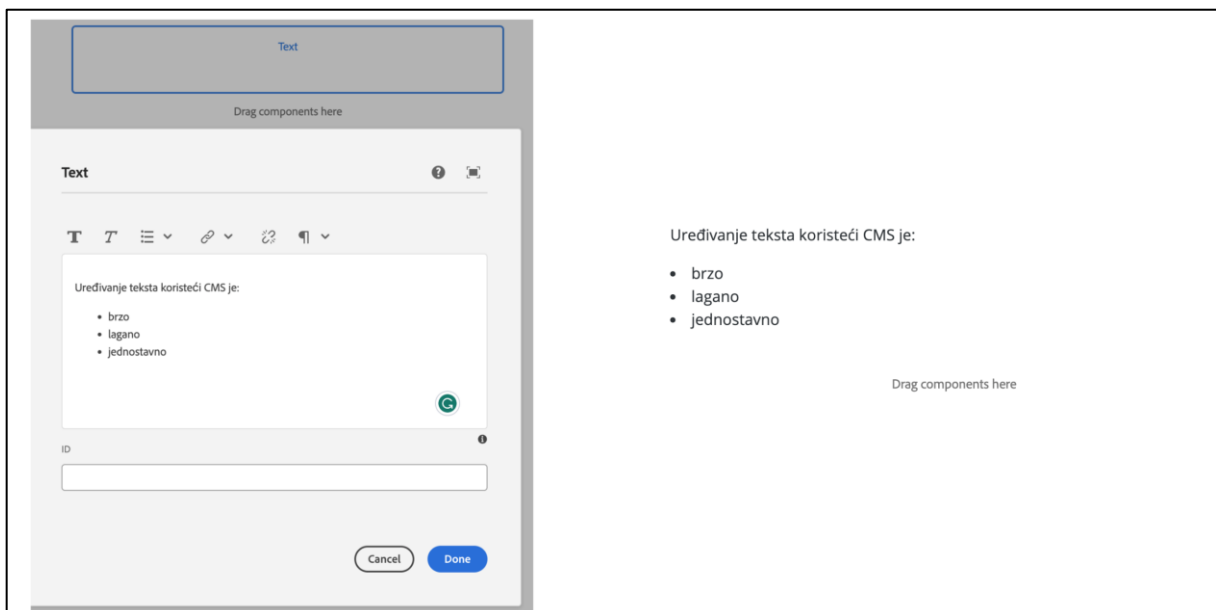 Text
Drag components here
Text
Uređivanje teksta koristeći CMS je:
• brzo
• lagano
• jednostavno
ID
Cancel
Done
Uređivanje teksta koristeći CMS je:
• brzo
• lagano
• jednostavno
Drag components here